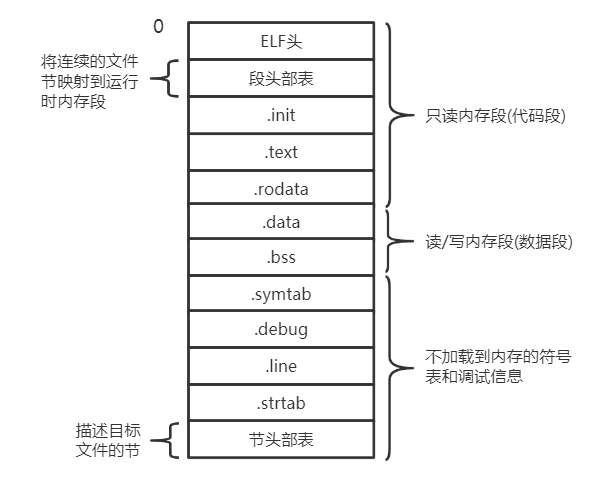 0
ELF头
将连续的文件
节映射到运行
时内存段
段头部表
.init
只读内存段(代码段)
.text
.rodata
.data
读/写内存段(数据段)
.bss
.symtab
.debug
不加载到内存的符号
表和调试信息
.line
.strtab
描述目标
文件的节
节头部表